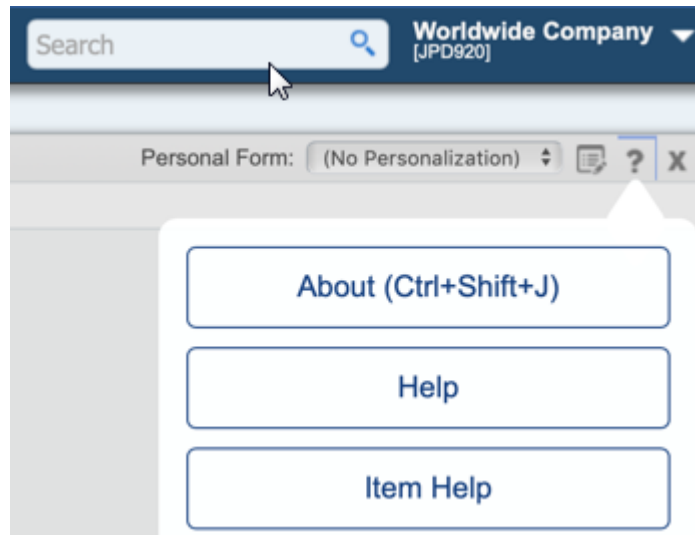 Search
Worldwide Company
[JPD920]
Personal Form: (No Personalization) ? X
About (Ctrl+Shift+J)
Help
Item Help